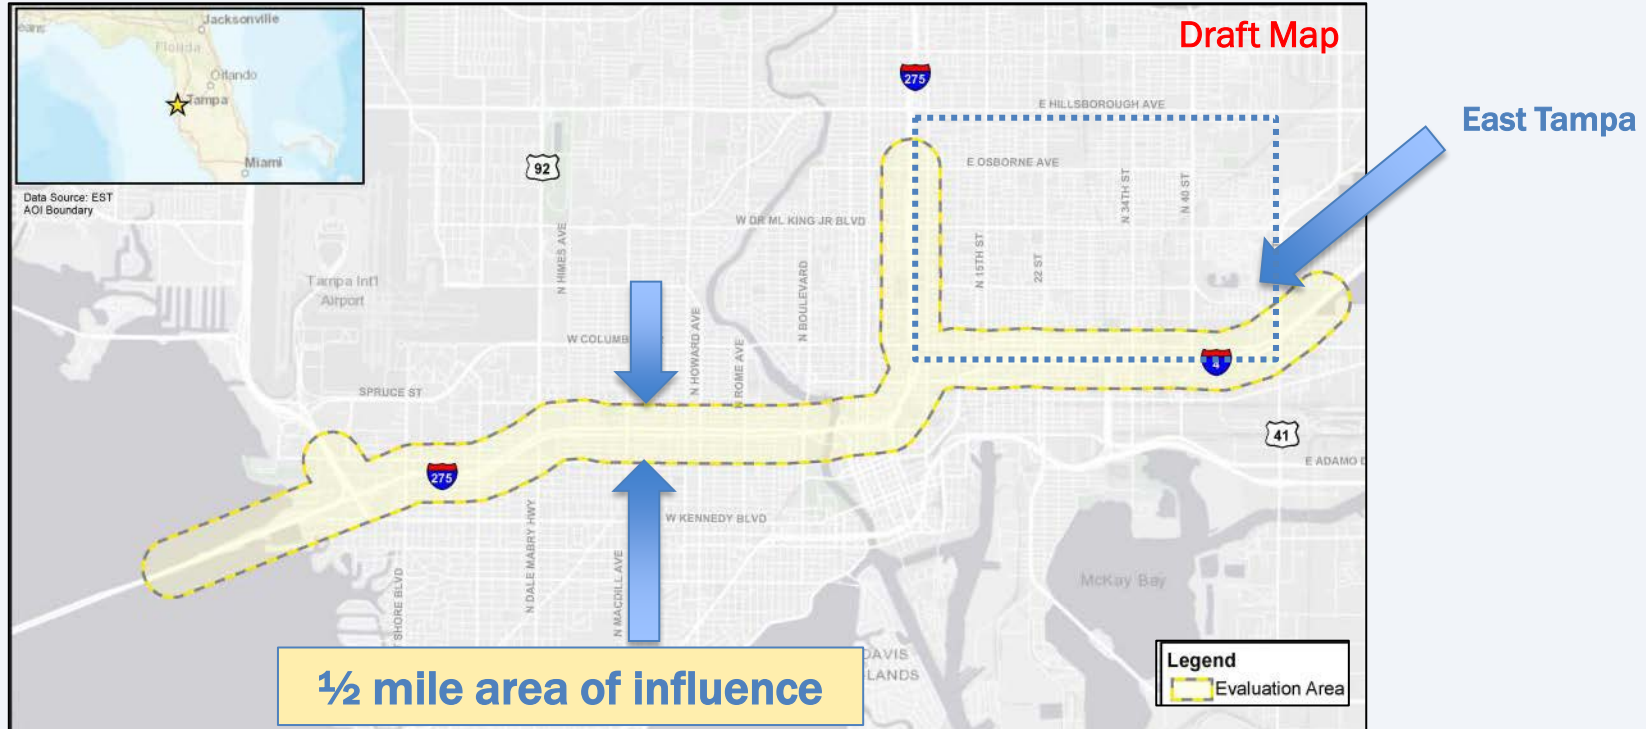 Jacksonville
Florida
Orlando
Tampa
Miami
Data Source: EST
AOI Boundary
Draft Map
275
E HILLSBOROUGH AVE
East Tampa
92
E OSBORNE AVE
N 34TH ST
N 40 ST
W DR ML KING JR BLVD
N HIMES AVE
N 15TH ST
22 ST
N BOULEVARD
Tampa Int'l
Airport
W COLUMB
N HOWARD AVE
N ROME AVE
4
SPRUCE ST
41
E ADAMO D
275
W KENNEDY BLVD
N DALE MABRY HWY
N MACDILL AVE
SHORE BLVD
McKay Bay
DAVIS
LANDS
½ mile area of influence
Legend
Evaluation Area